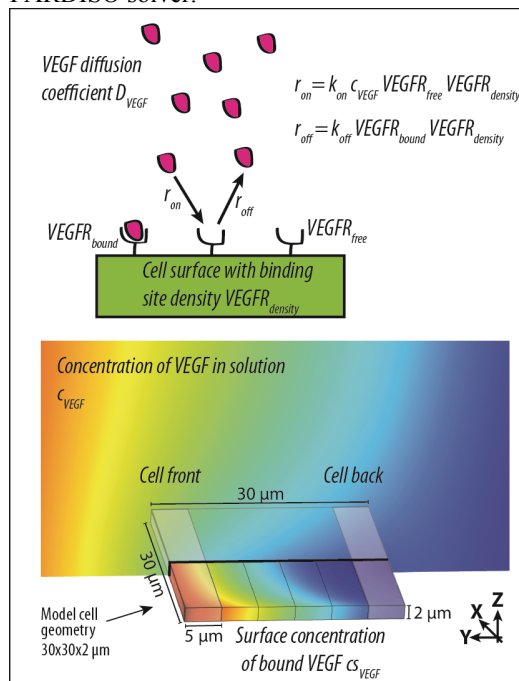 PARDISO solver.
VEGF diffusion
coefficient D_VEGF
r_on = k_on c_VEGF VEGFR_free VEGFR_density
r_off = k_off VEGFR_bound VEGFR_density
r_on
r_off
VEGFR_bound
VEGFR_free
Cell surface with binding
site density VEGFR_density
Concentration of VEGF in solution
c_VEGF
Cell front
Cell back
30 µm
30 µm
Model cell
geometry
30x30x2 µm
5 µm
2 µm
Surface concentration
of bound VEGF cs_VEGF
X
Y
Z